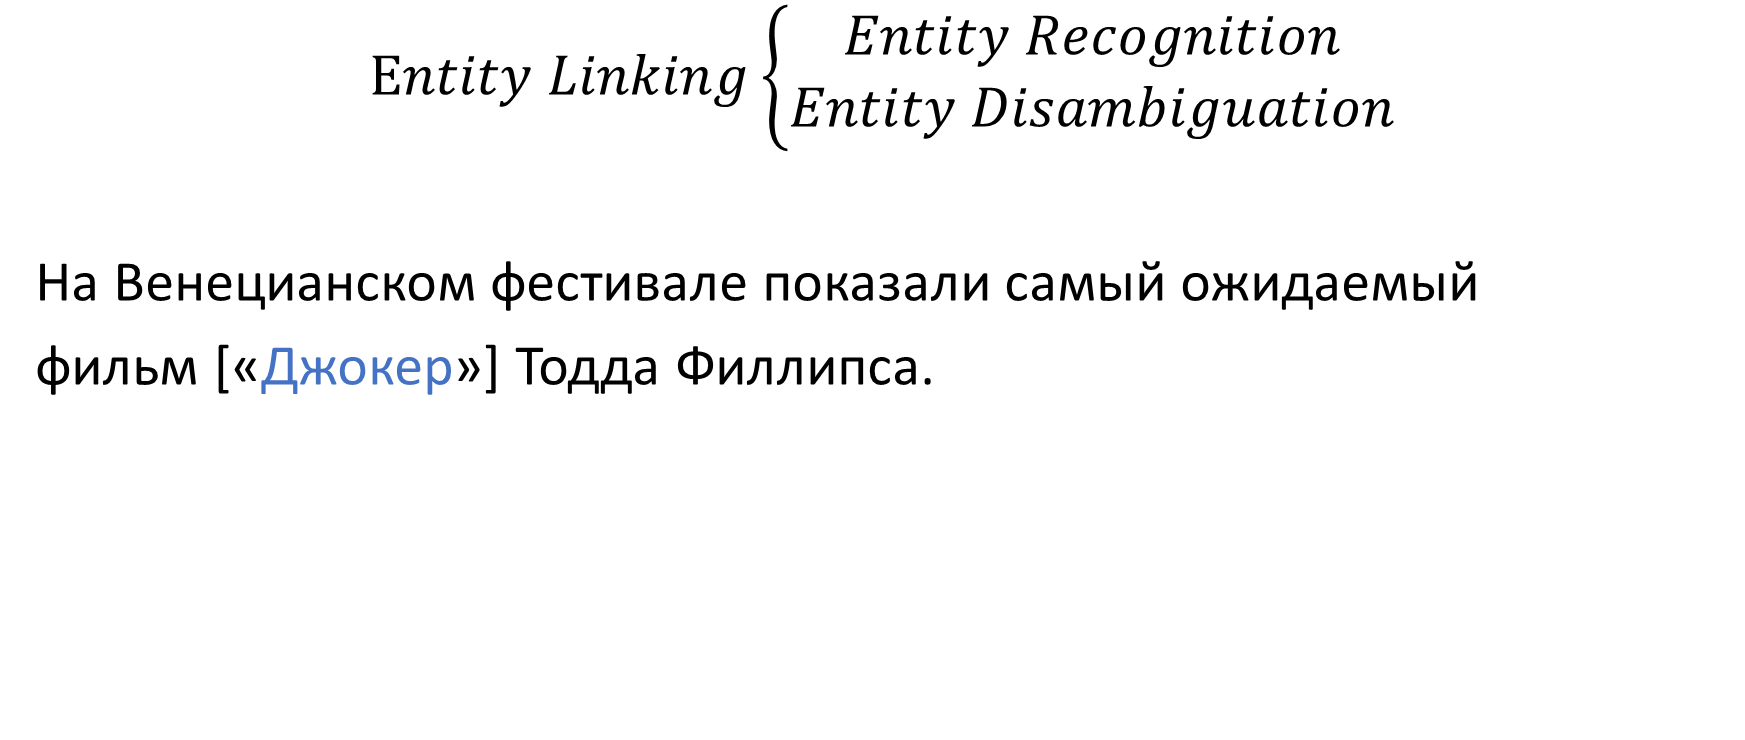 Entity Linking { Entity Recognition
Entity Disambiguation
На Венецианском фестивале показали самый ожидаемый
фильм [«Джокер»] Тодда Филлипса.